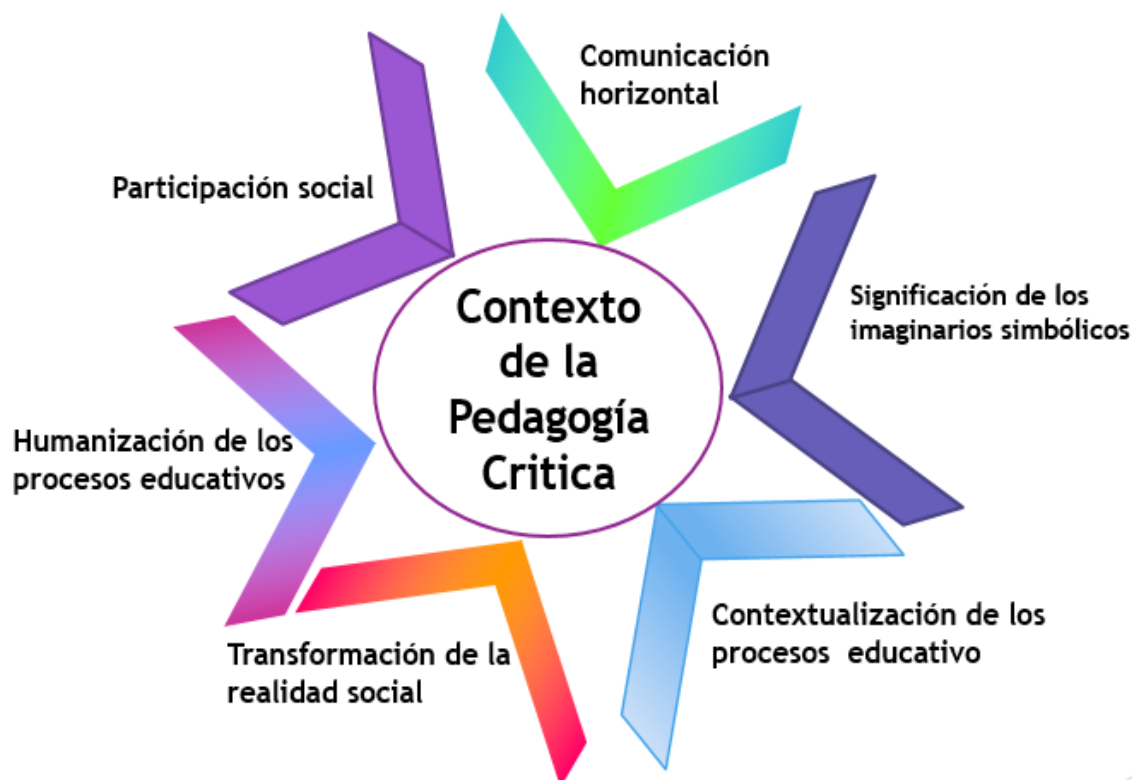 Comunicación
horizontal
Participación social
Significación de los
imaginarios simbólicos
Contexto
de la
Pedagogía
Critica
Humanización de los
procesos educativos
Contextualización de los
procesos  educativo
Transformación de la
realidad social